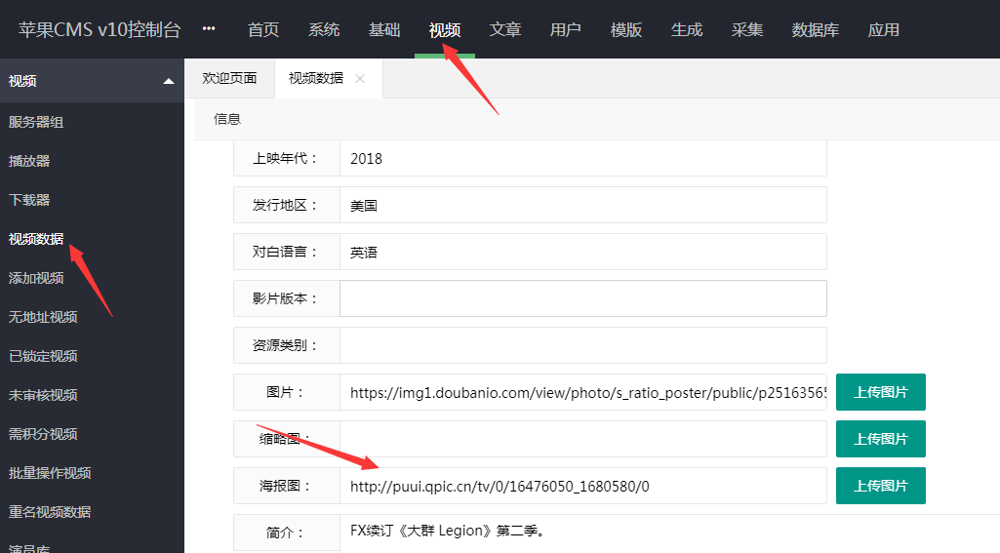 苹果CMS v10控制台 ••• 首页 系统 基础 视频 文章 用户 模版 生成 采集 数据库 应用
视频
服务器组
播放器
下载器
视频数据
添加视频
无地址视频
已锁定视频
未审核视频
需积分视频
批量操作视频
重名视频数据
演员库
欢迎页面 视频数据 ×
信息
上映年代： 2018
发行地区： 美国
对白语言： 英语
影片版本：
资源类别：
图片： https://img1.doubanio.com/view/photo/s_ratio_poster/public/p25163565 上传图片
缩略图： 上传图片
海报图： http://puui.qpic.cn/tv/0/16476050_1680580/0 上传图片
简介： FX续订《大群 Legion》第二季。